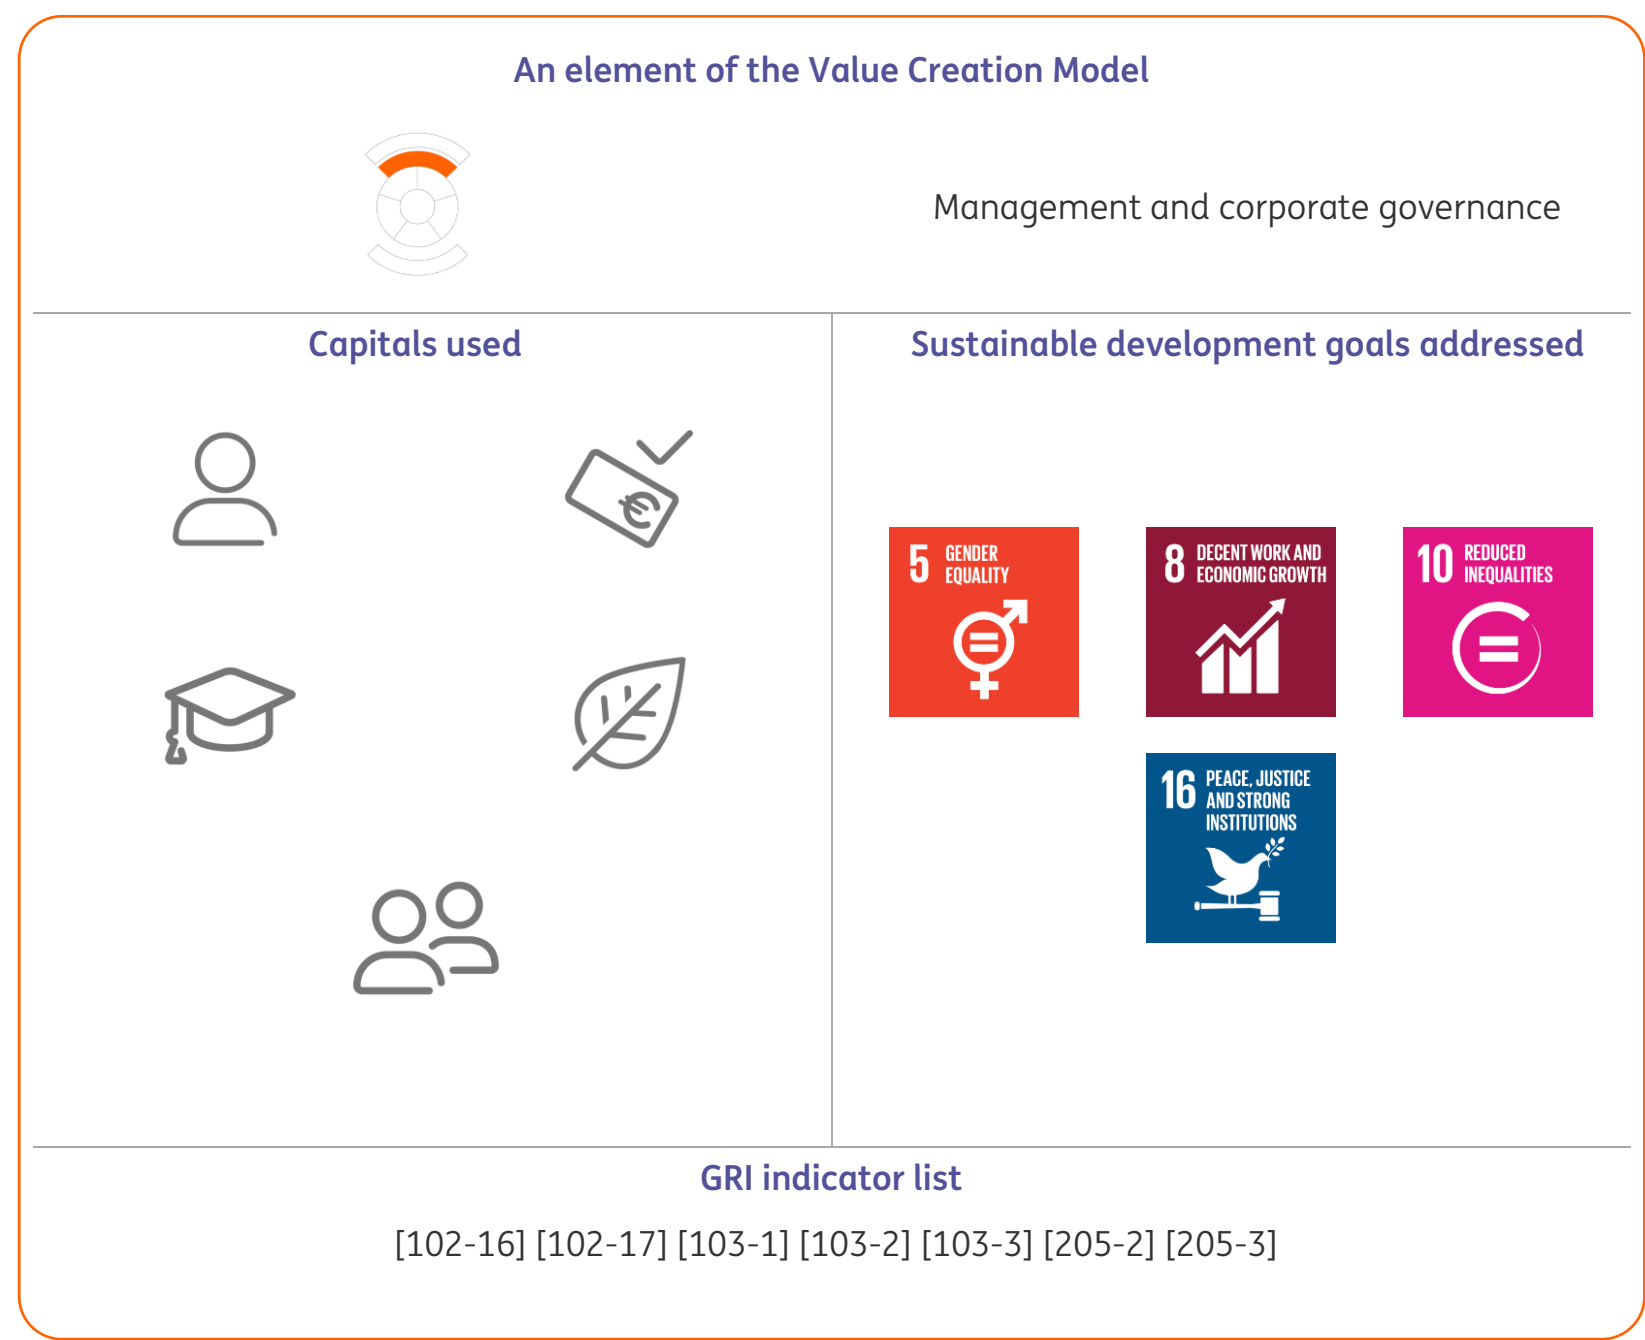 An element of the Value Creation Model
Management and corporate governance
Capitals used
Sustainable development goals addressed
€
5 GENDER
EQUALITY
8 DECENT WORK AND
ECONOMIC GROWTH
10 REDUCED
INEQUALITIES
16 PEACE, JUSTICE
AND STRONG
INSTITUTIONS
GRI indicator list
[102-16] [102-17] [103-1] [103-2] [103-3] [205-2] [205-3]